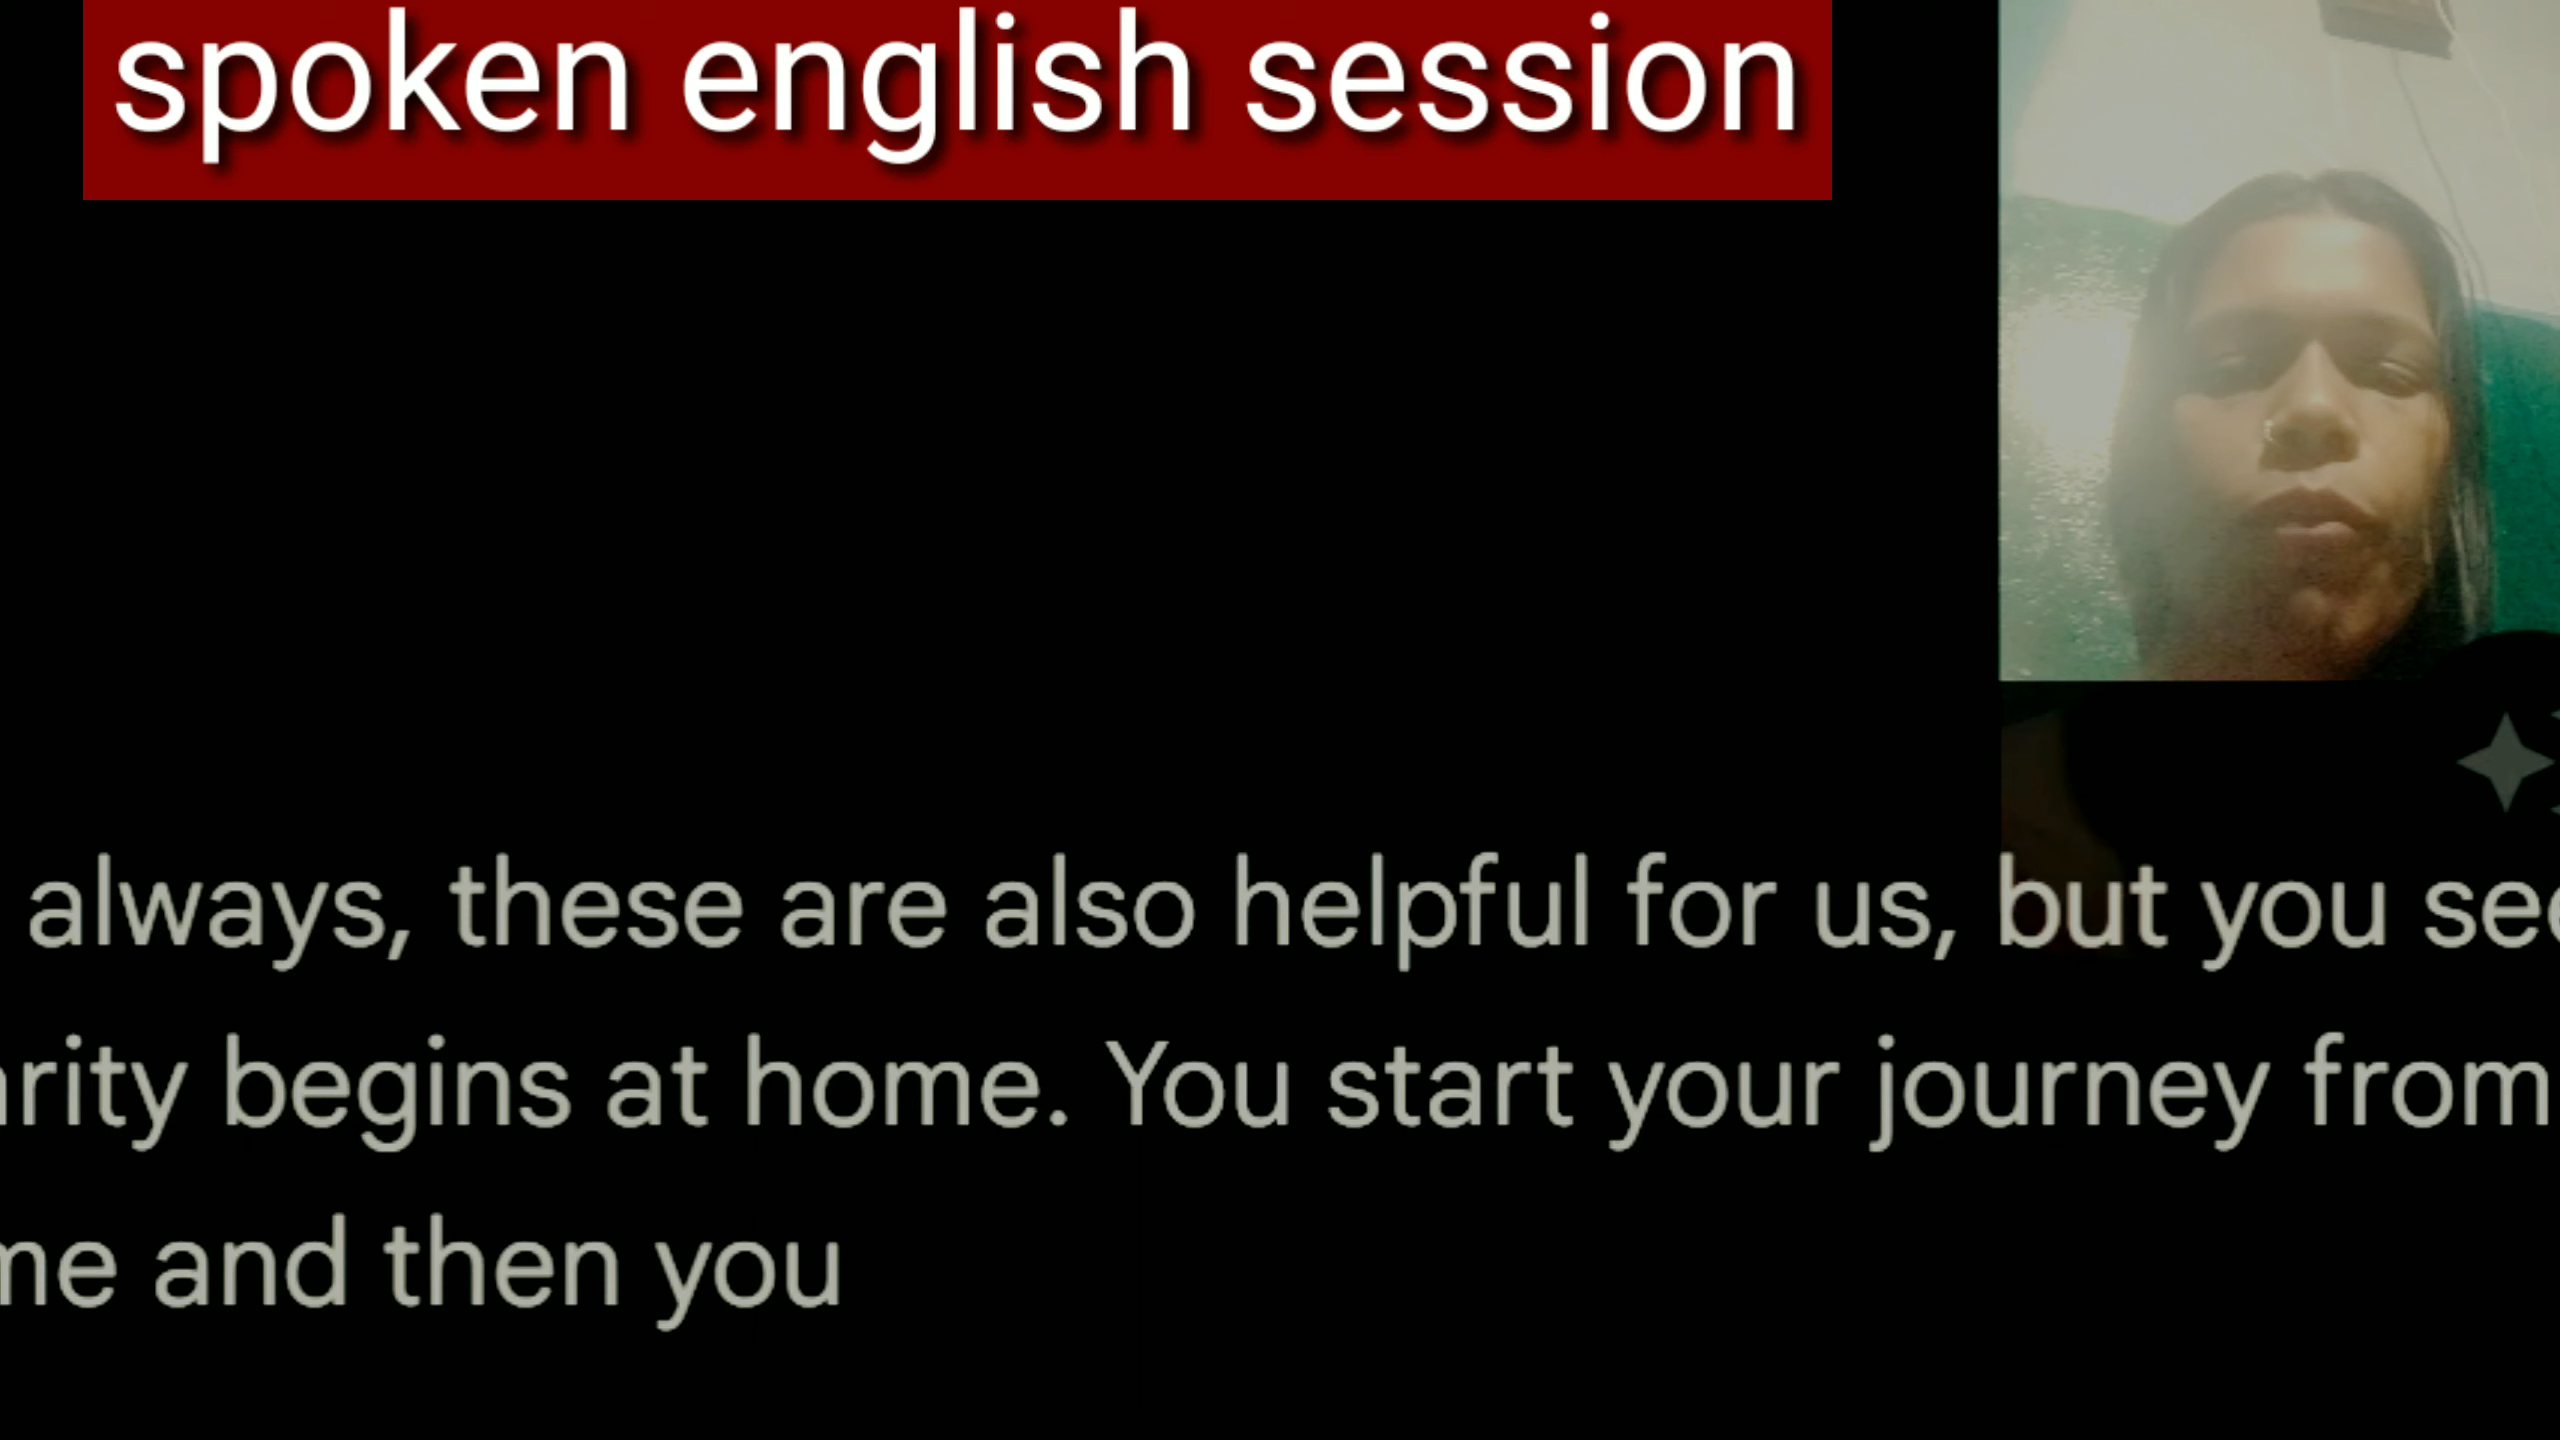 spoken english session
always, these are also helpful for us, but you
begins at home. You start your journey from
and then you